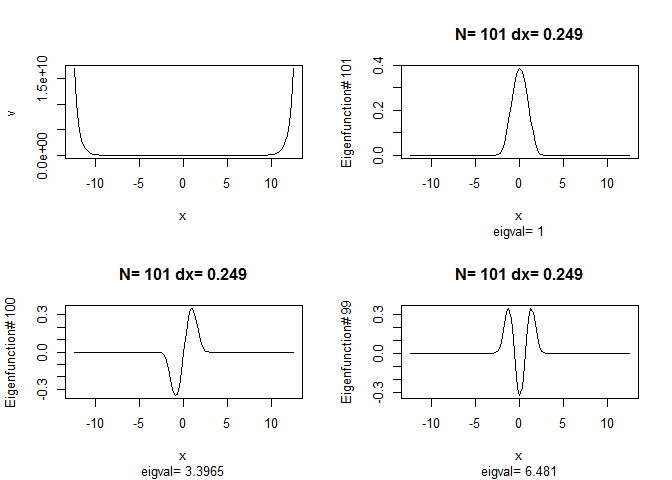 v
0.0e+00 1.5e+10
-10 -5 0 5 10
x
N= 101 dx= 0.249
Eigenfunction# 101
0.0 0.2 0.4
-10 -5 0 5 10
x
eigval= 1
N= 101 dx= 0.249
Eigenfunction# 100
-0.3 0.0 0.3
-10 -5 0 5 10
x
eigval= 3.3965
N= 101 dx= 0.249
Eigenfunction# 99
-0.3 0.0 0.3
-10 -5 0 5 10
x
eigval= 6.481